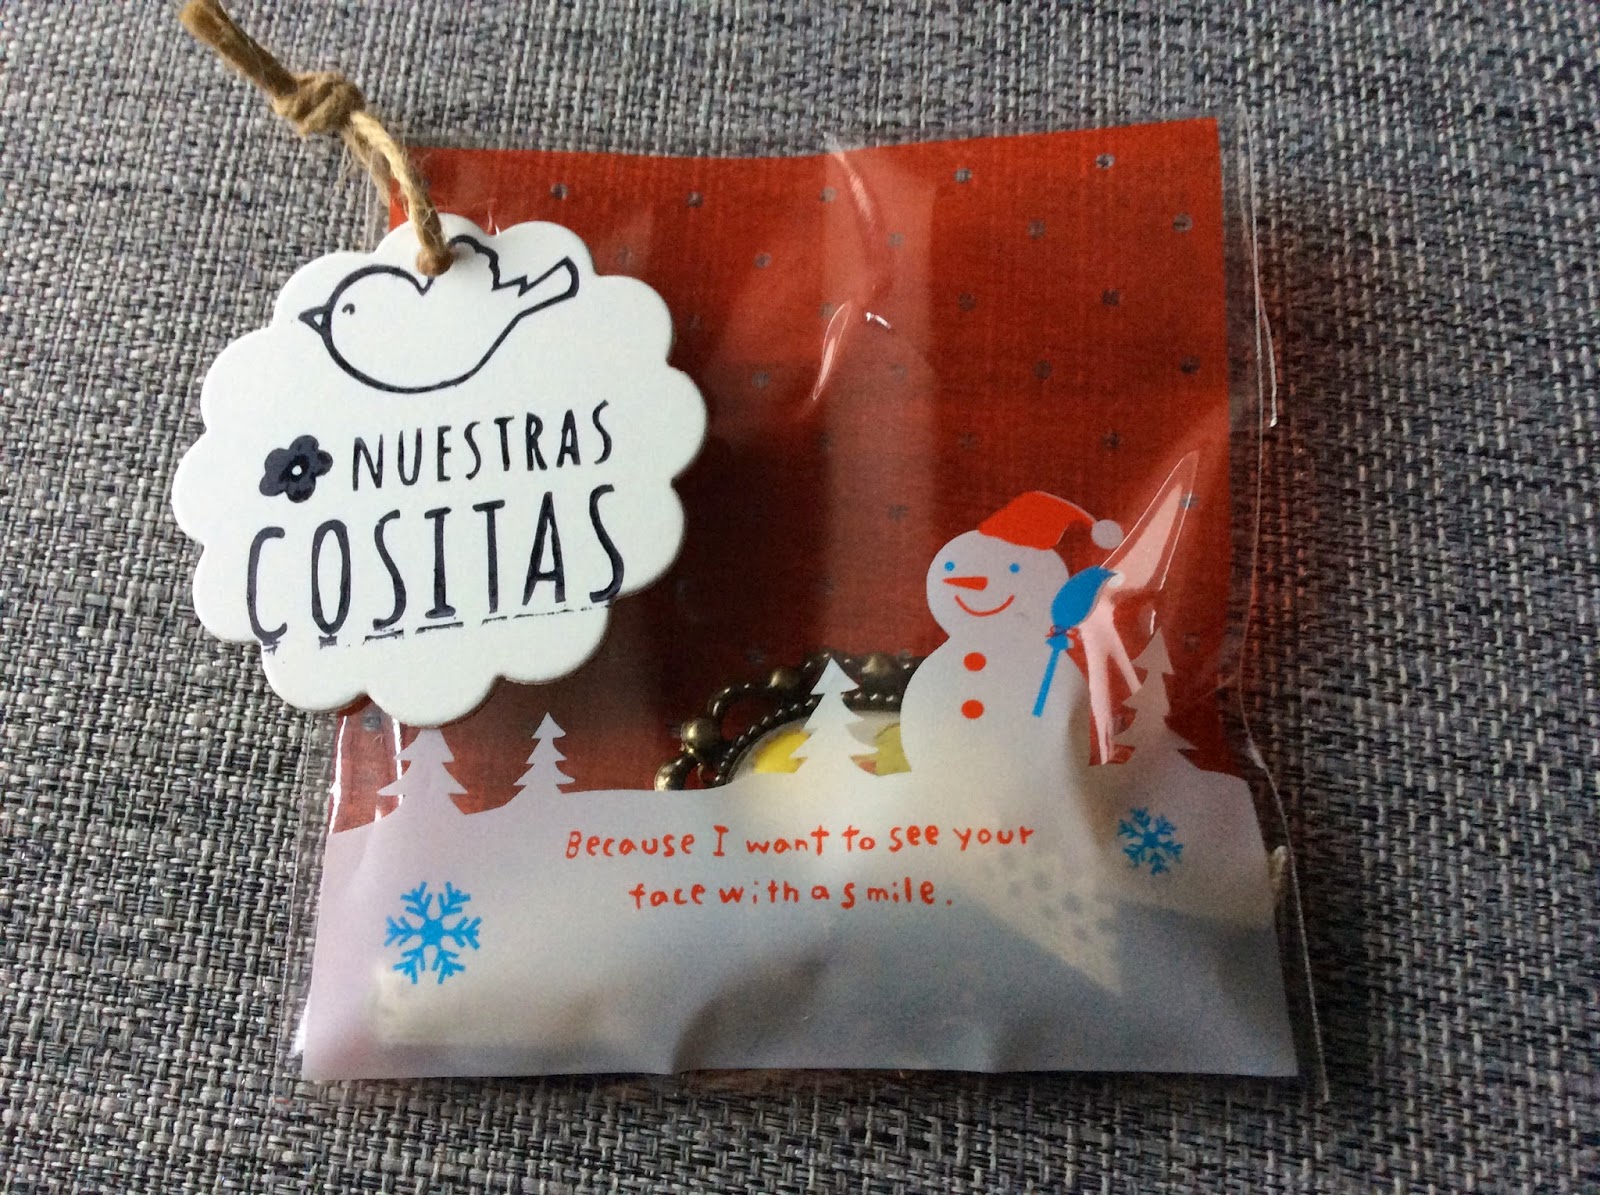 NUESTRAS
COSITAS
Because I want to see your
face with a smile.